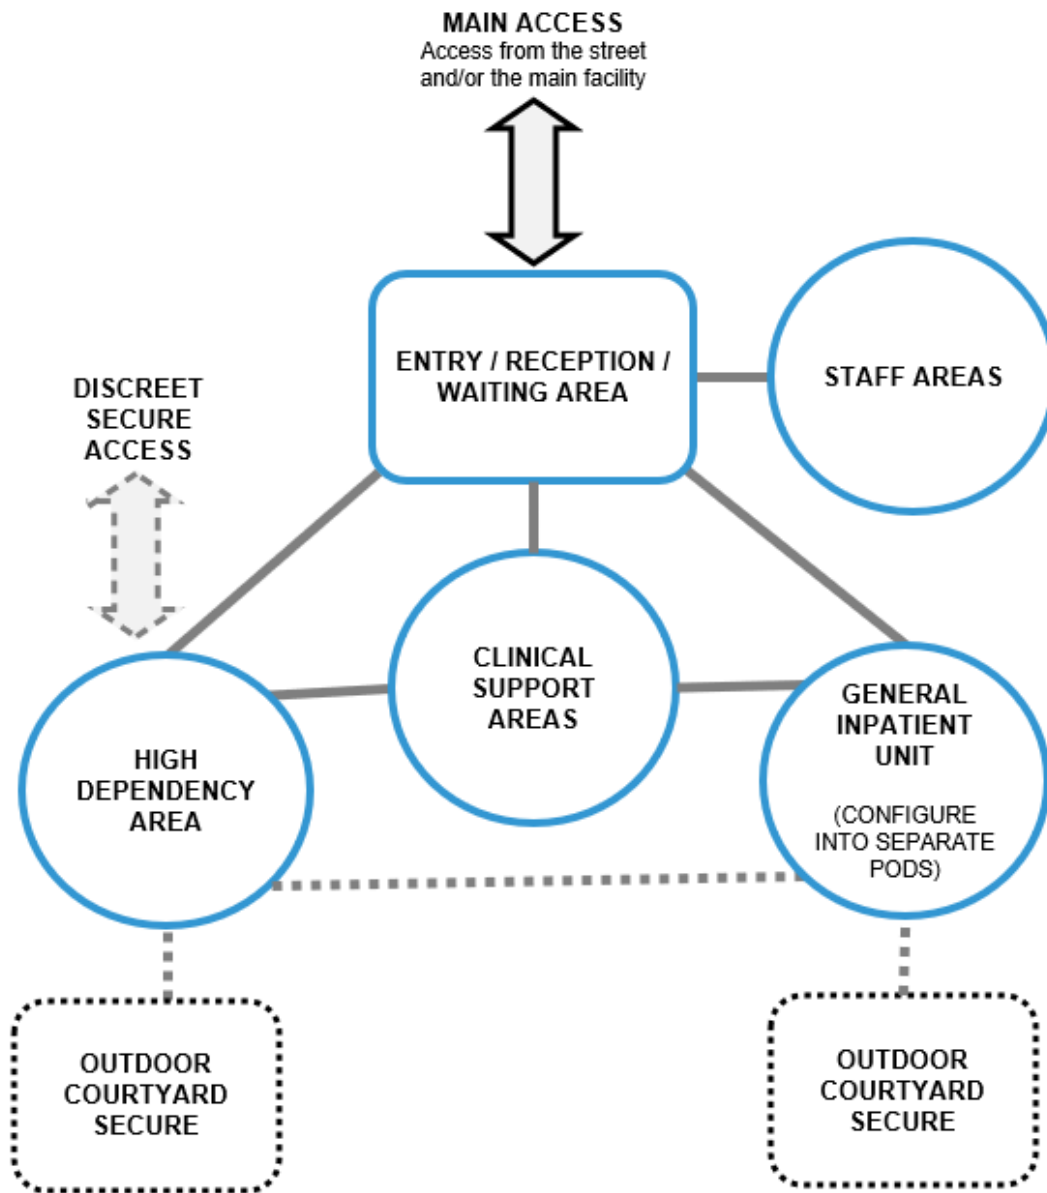 MAIN ACCESS
Access from the street
and/or the main facility
ENTRY / RECEPTION /
WAITING AREA
STAFF AREAS
DISCREET
SECURE
ACCESS
CLINICAL
SUPPORT
AREAS
HIGH
DEPENDENCY
AREA
GENERAL
INPATIENT
UNIT
(CONFIGURE
INTO SEPARATE
PODS)
OUTDOOR
COURTYARD
SECURE
OUTDOOR
COURTYARD
SECURE